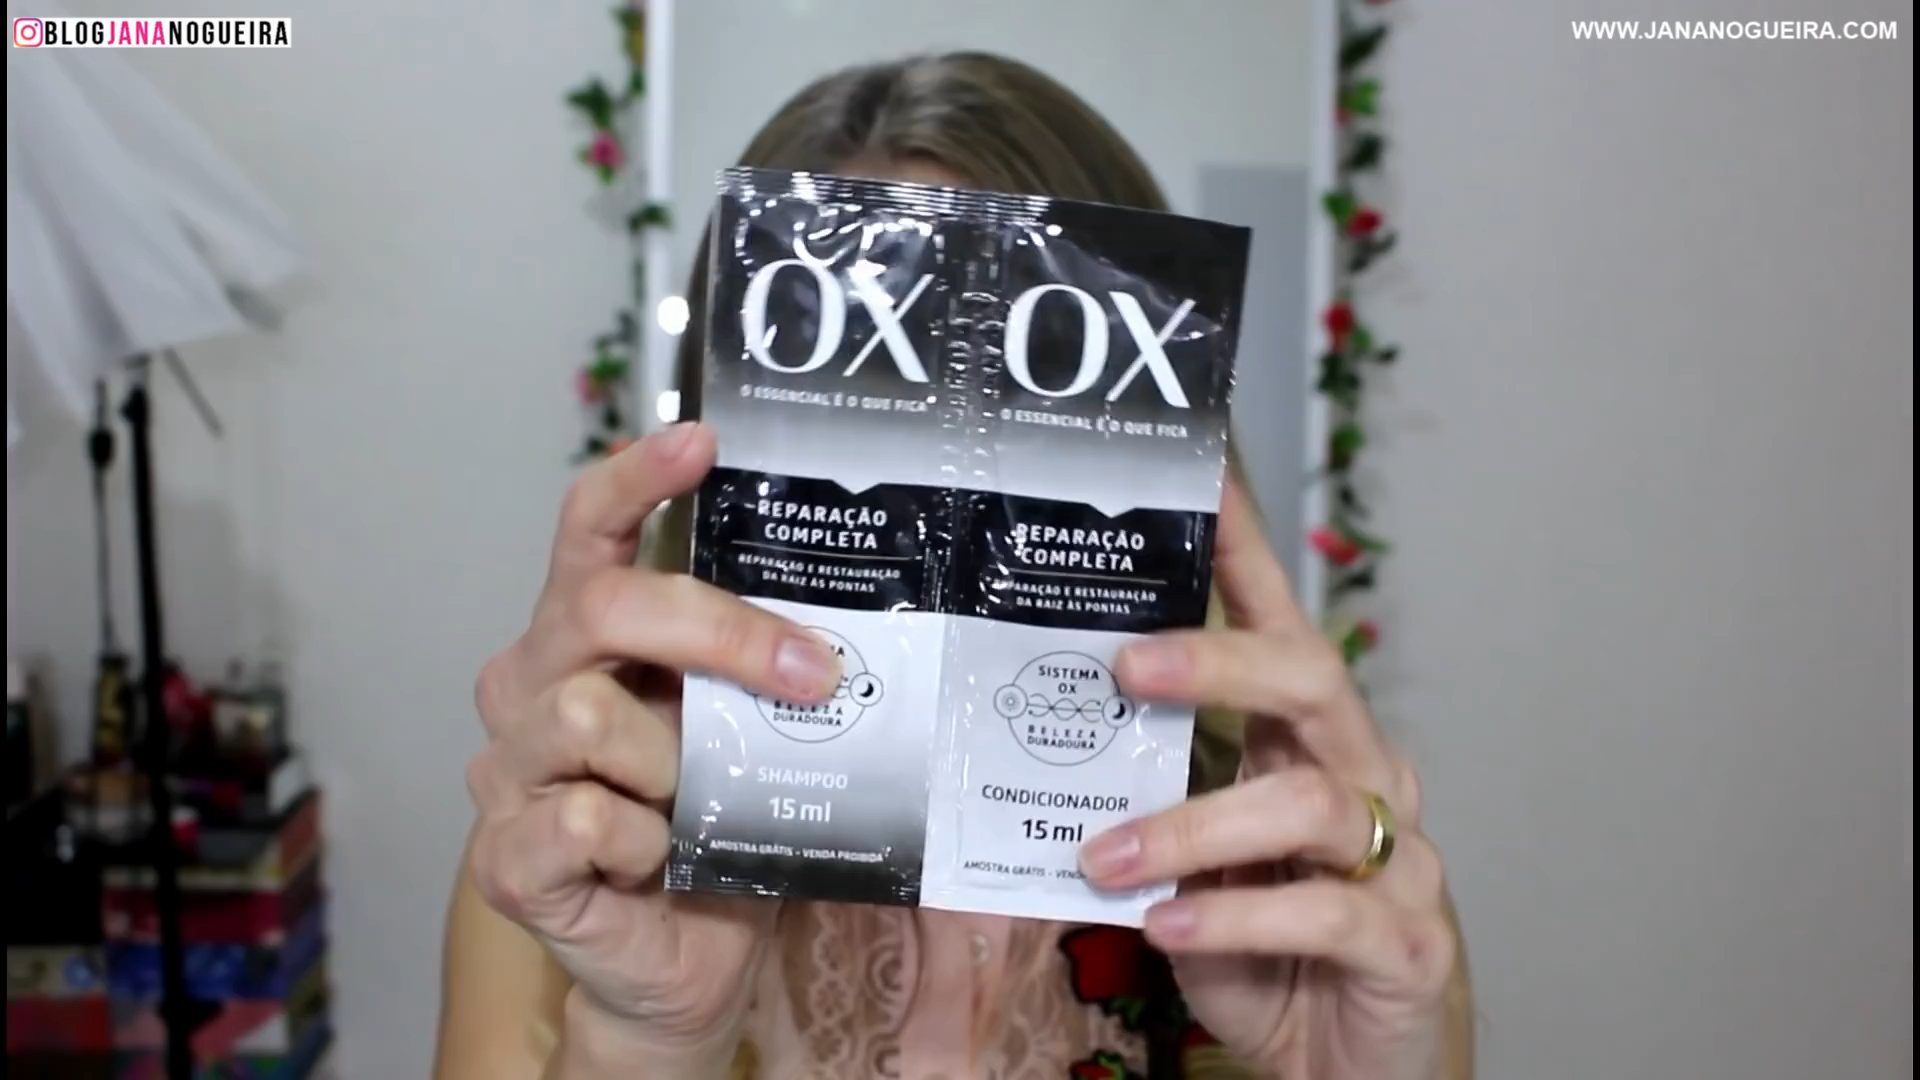 BLOGJANANOGUEIRA
WWW.JANANOGUEIRA.COM
OX
O ESSENCIAL É O QUE FICA
REPARAÇÃO
COMPLETA
REPARAÇÃO E RESTAURAÇÃO
DA RAIZ ÀS PONTAS
BELEZA
DURADOURA
SHAMPOO
15 ml
AMOSTRA GRÁTIS - VENDA PROIBIDA
OX
O ESSENCIAL É O QUE FICA
REPARAÇÃO
COMPLETA
REPARAÇÃO E RESTAURAÇÃO
DA RAIZ ÀS PONTAS
SISTEMA
OX
BELEZA
DURADOURA
CONDICIONADOR
15 ml
AMOSTRA GRÁTIS -